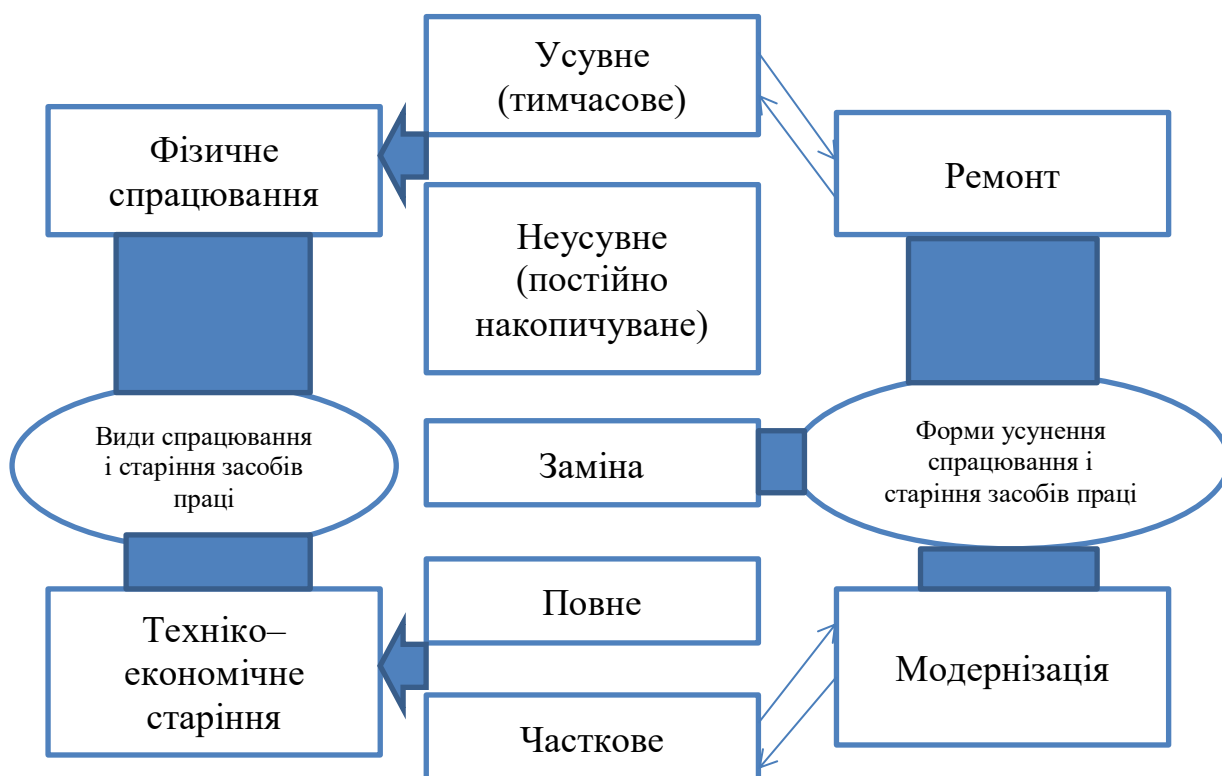 Усувне
(тимчасове)
Фізичне
спрацювання
Ремонт
Неусувне
(постійно
накопичуване)
Види спрацювання
і старіння засобів
праці
Заміна
Форми усунення
спрацювання і
старіння засобів праці
Повне
Техніко–
економічне
старіння
Модернізація
Часткове